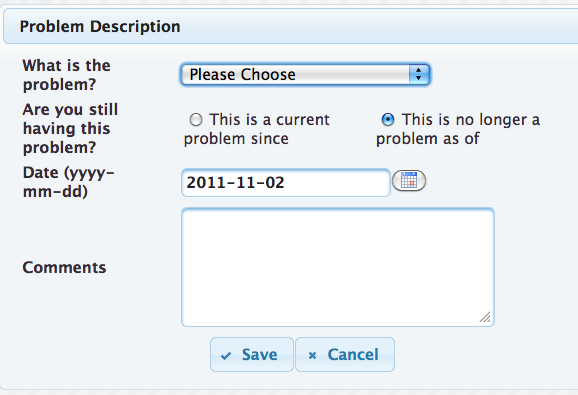 Problem Description
What is the
problem?
Please Choose
Are you still
having this
problem?
This is a current
problem since
This is no longer a
problem as of
Date (yyyy-
mm-dd)
2011-11-02
Comments
Save
Cancel